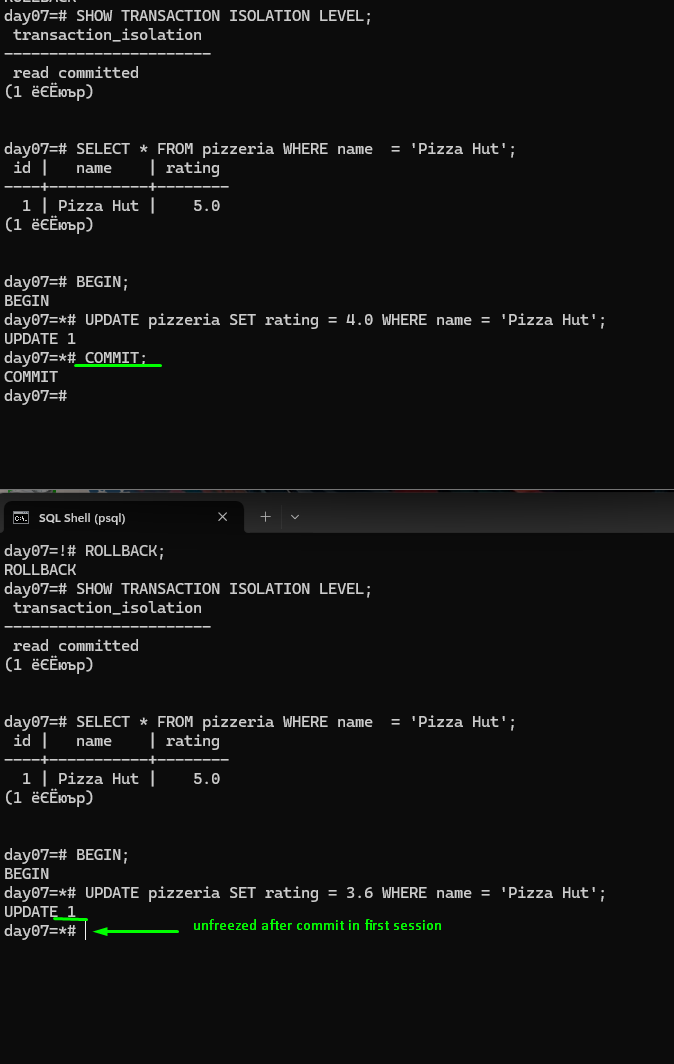 ROLLBACK
day07=# SHOW TRANSACTION ISOLATION LEVEL;
transaction_isolation
-----------------------
read committed
(1 ёЄЁюър)
day07=# SELECT * FROM pizzeria WHERE name  = 'Pizza Hut';
id |   name    | rating
----+-----------+--------
1 | Pizza Hut |    5.0
(1 ёЄЁюър)
day07=# BEGIN;
BEGIN
day07=*# UPDATE pizzeria SET rating = 4.0 WHERE name = 'Pizza Hut';
UPDATE 1
day07=*# COMMIT;
COMMIT
day07=#
SQL Shell (psql)
day07=!# ROLLBACK;
ROLLBACK
day07=# SHOW TRANSACTION ISOLATION LEVEL;
transaction_isolation
-----------------------
read committed
(1 ёЄЁюър)
day07=# SELECT * FROM pizzeria WHERE name  = 'Pizza Hut';
id |   name    | rating
----+-----------+--------
1 | Pizza Hut |    5.0
(1 ёЄЁюър)
day07=# BEGIN;
BEGIN
day07=*# UPDATE pizzeria SET rating = 3.6 WHERE name = 'Pizza Hut';
UPDATE 1
day07=*#
unfreezed after commit in first session